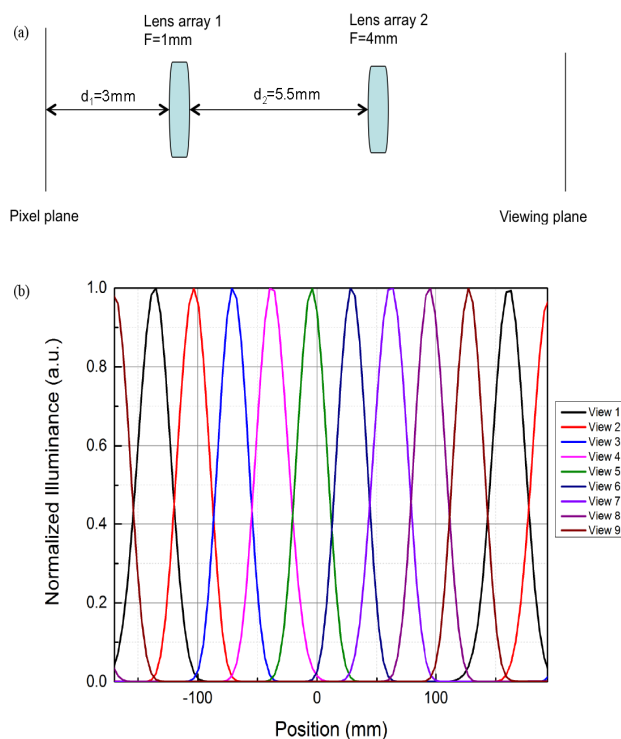 (a)
Lens array 1
F=1mm
Lens array 2
F=4mm
d₁=3mm
d₂=5.5mm
Pixel plane
Viewing plane
(b)
Normalized Illuminance (a.u.)
1.0
0.8
0.6
0.4
0.2
0.0
-100
0
100
Position (mm)
View 1
View 2
View 3
View 4
View 5
View 6
View 7
View 8
View 9